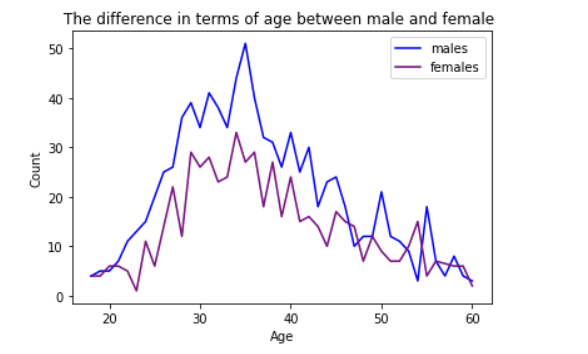 The difference in terms of age between male and female
males
females
50
40
30
20
10
0
Count
20 30 40 50 60
Age